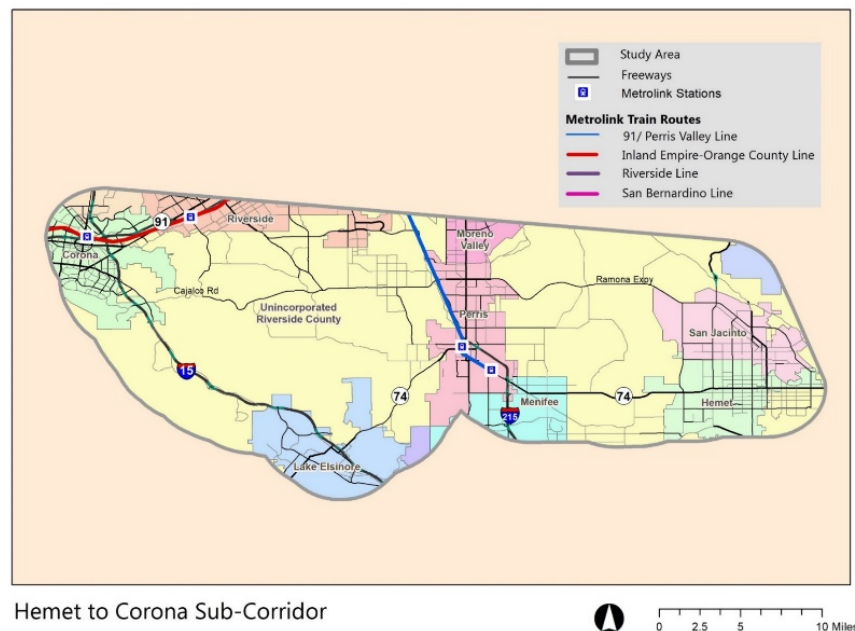 Study Area
Freeways
Metrolink Stations
Metrolink Train Routes
91/ Perris Valley Line
Inland Empire-Orange County Line
Riverside Line
San Bernardino Line
91
Riverside
Moreno
Valley
Corona
Cajalco Rd
Ramona Expy
Unincorporated
Riverside County
Perris
San Jacinto
15
74
Menifee
74
Hemet
215
Lake Elsinore
Hemet to Corona Sub-Corridor
0 2.5 5 10 Miles